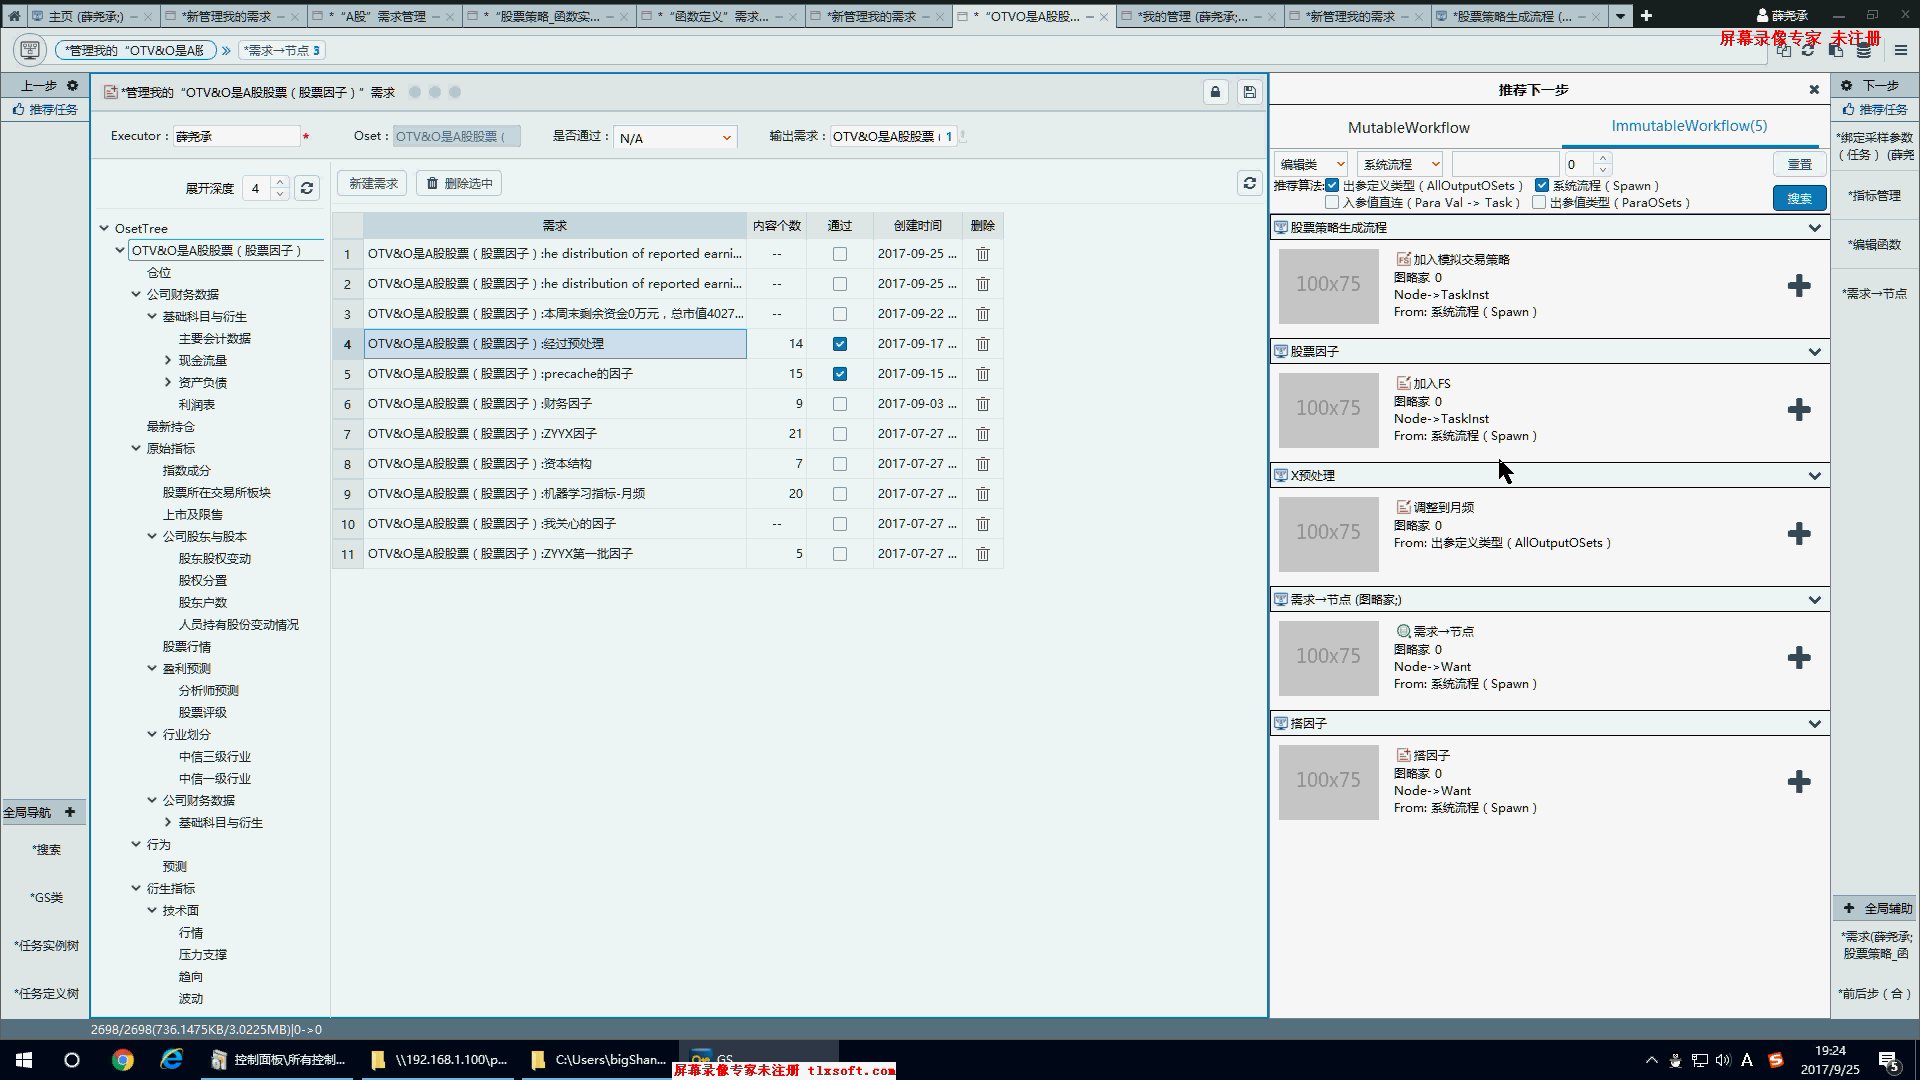 主页 (薛尧承;)
*新管理我的需求
*“A股”需求管理
*“股票策略_函数实...
*“函数定义”需求...
*新管理我的需求
*“OTVO是A股股...
*我的管理 (薛尧承;...
*新管理我的需求
*股票策略生成流程 (...
薛尧承
屏幕录像专家 未注册
*管理我的“OTV&O是A股
*需求→节点 3
上一步
推荐任务
*管理我的“OTV&O是A股股票（股票因子）”需求
Executor：
薛尧承
*
Oset：
OTV&O是A股股票（
是否通过：
N/A
输出需求：
OTV&O是A股股票（ 1
展开深度
4
新建需求
删除选中
OsetTree
OTV&O是A股股票（股票因子）
仓位
公司财务数据
基础科目与衍生
主要会计数据
现金流量
资产负债
利润表
最新持仓
原始指标
指数成分
股票所在交易所板块
上市及限售
公司股东与股本
股东股权变动
股权分置
股东户数
人员持有股份变动情况
股票行情
盈利预测
分析师预测
股票评级
行业划分
中信三级行业
中信一级行业
公司财务数据
基础科目与衍生
行为
预测
衍生指标
技术面
行情
压力支撑
趋向
波动
需求 内容个数 通过 创建时间 删除
1 OTV&O是A股股票（股票因子）:he distribution of reported earni... -- 2017-09-25 ...
2 OTV&O是A股股票（股票因子）:he distribution of reported earni... -- 2017-09-25 ...
3 OTV&O是A股股票（股票因子）:本周末剩余资金0万元，总市值4027... -- 2017-09-22 ...
4 OTV&O是A股股票（股票因子）:经过预处理 14 2017-09-17 ...
5 OTV&O是A股股票（股票因子）:precache的因子 15 2017-09-15 ...
6 OTV&O是A股股票（股票因子）:财务因子 9 2017-09-03 ...
7 OTV&O是A股股票（股票因子）:ZYYX因子 21 2017-07-27 ...
8 OTV&O是A股股票（股票因子）:资本结构 7 2017-07-27 ...
9 OTV&O是A股股票（股票因子）:机器学习指标-月频 20 2017-07-27 ...
10 OTV&O是A股股票（股票因子）:我关心的因子 -- 2017-07-27 ...
11 OTV&O是A股股票（股票因子）:ZYYX第一批因子 5 2017-07-27 ...
推荐下一步
MutableWorkflow
ImmutableWorkflow(5)
编辑类
系统流程
0
重置
推荐算法:
出参定义类型（AllOutputOSets）
系统流程（Spawn）
入参值直连（Para Val -> Task）
出参值类型（ParaOSets）
搜索
股票策略生成流程
100x75
加入模拟交易策略
图略家 0
Node->TaskInst
From: 系统流程（Spawn）
股票因子
100x75
加入FS
图略家 0
Node->TaskInst
From: 系统流程（Spawn）
X预处理
100x75
调整到月频
图略家 0
From: 出参定义类型（AllOutputOSets）
需求→节点 (图略家;)
100x75
需求→节点
图略家 0
Node->Want
From: 系统流程（Spawn）
搭因子
100x75
搭因子
图略家 0
Node->Want
From: 系统流程（Spawn）
下一步
推荐任务
*绑定采样参数
（任务）(薛尧
*指标管理
*编辑函数
*需求→节点
全局辅助
*需求(薛尧承;
股票策略_函
*前后步（合）
全局导航
*搜索
*GS类
*任务实例树
*任务定义树
2698/2698(736.1475KB/3.0225MB)|0->0
控制面板\所有控制...
\\192.168.1.100\p...
C:\Users\bigShan...
GS
屏幕录像专家未注册 tlxsoft.com
A
19:24
2017/9/25
5